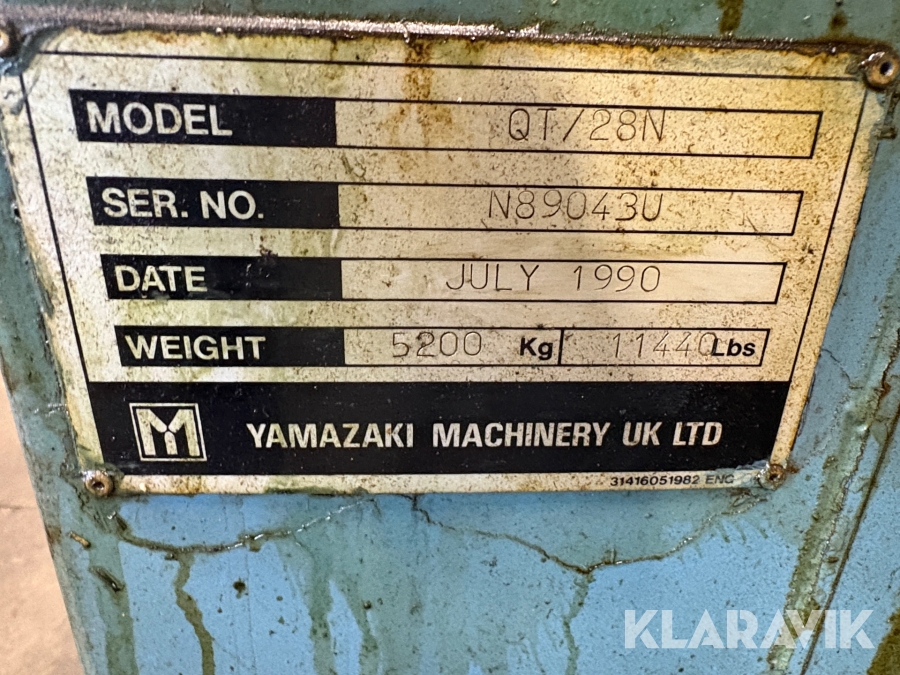 MODEL QT/28N
SER. NO. N89043U
DATE JULY 1990
WEIGHT 5200 Kg 11440 Lbs
M YAMAZAKI MACHINERY UK LTD
31416051982 ENG
KLARAVIK